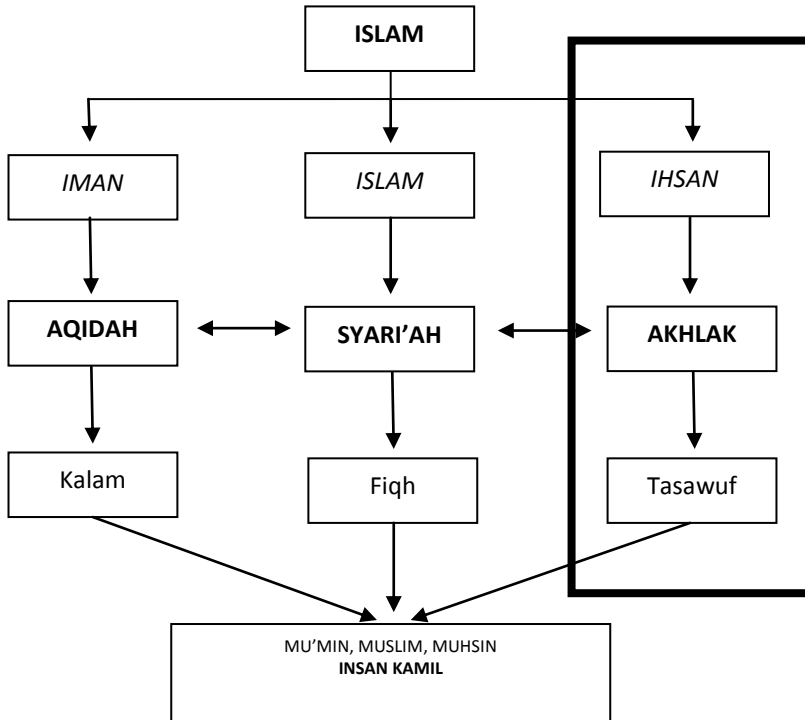 ISLAM
IMAN
ISLAM
IHSAN
AQIDAH
SYARI’AH
AKHLAK
Kalam
Fiqh
Tasawuf
MU’MIN, MUSLIM, MUHSIN
INSAN KAMIL